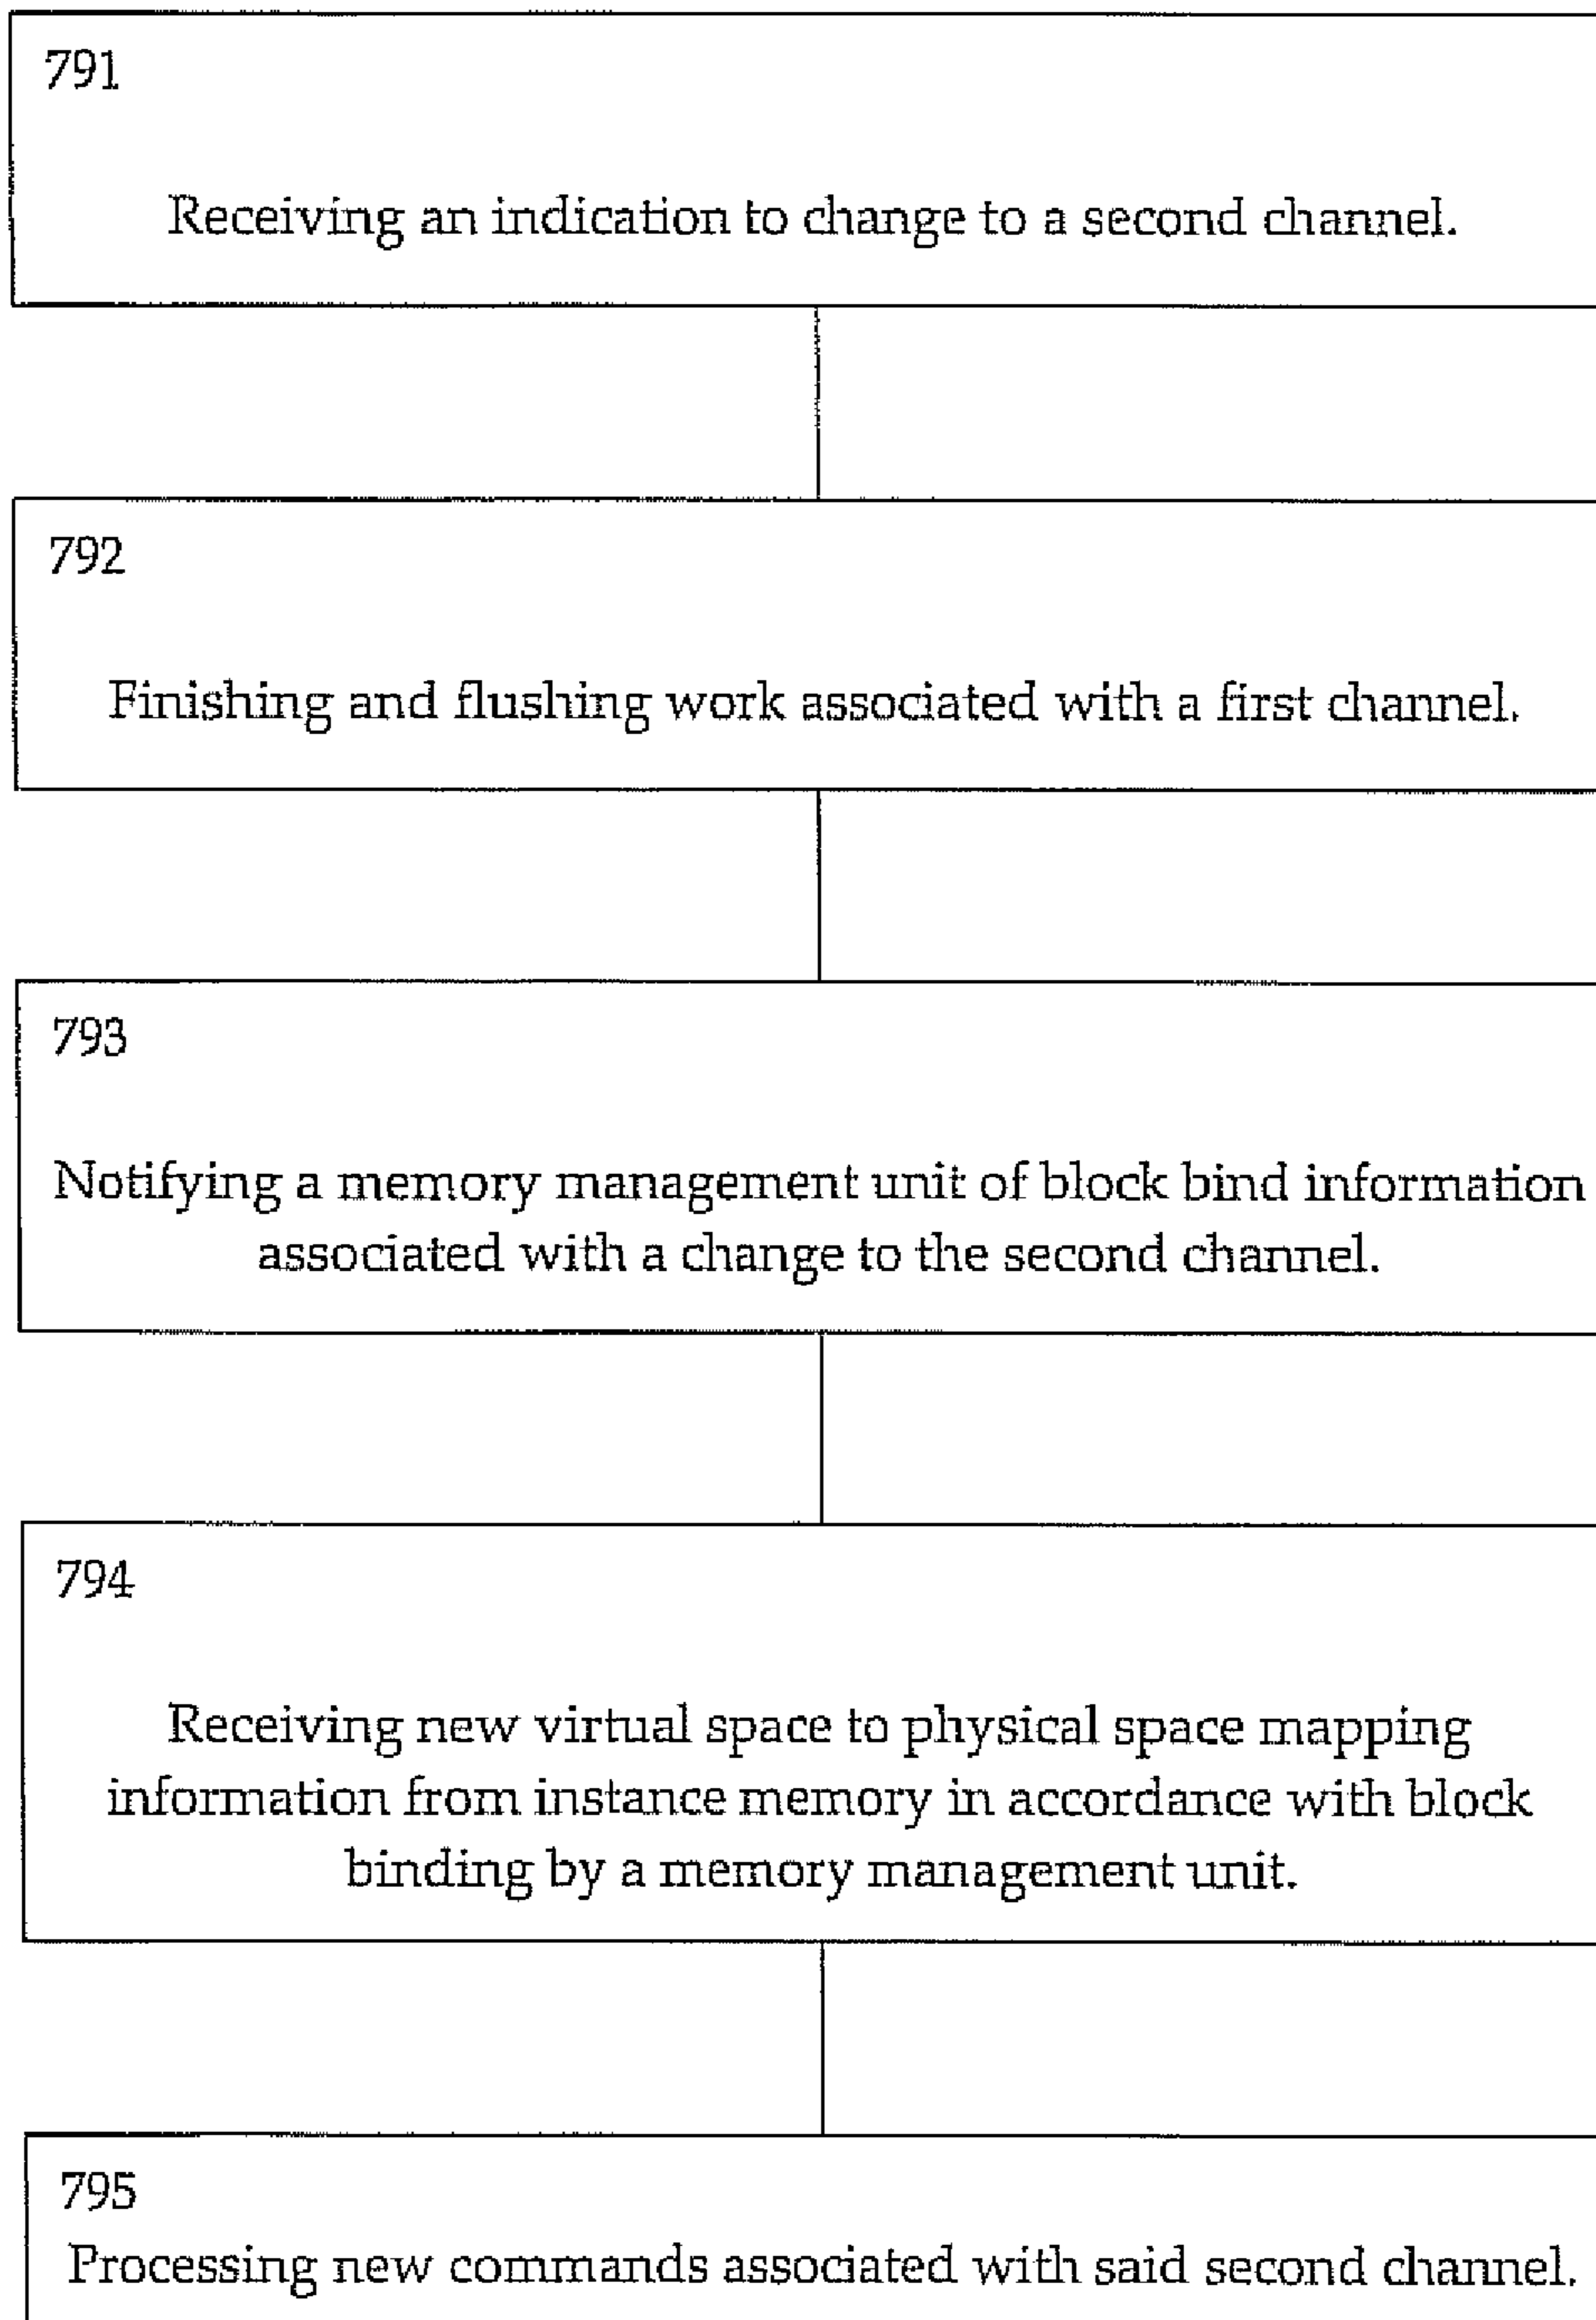 791
Receiving an indication to change to a second channel.
792
Finishing and flushing work associated with a first channel.
793
Notifying a memory management unit of block bind information
associated with a change to the second channel.
794
Receiving new virtual space to physical space mapping
information from instance memory in accordance with block
binding by a memory management unit.
795
Processing new commands associated with said second channel.